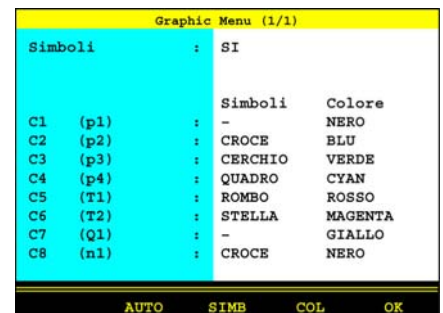 Graphic Menu (1/1)
Simboli : SI
Simboli Colore
C1 (p1) : - NERO
C2 (p2) : CROCE BLU
C3 (p3) : CERCHIO VERDE
C4 (p4) : QUADRO CYAN
C5 (T1) : ROMBO ROSSO
C6 (T2) : STELLA MAGENTA
C7 (Q1) : - GIALLO
C8 (n1) : CROCE NERO
AUTO SIMB COL OK